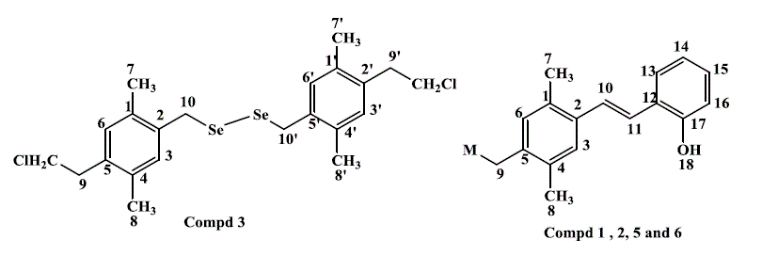 7'
CH₃
1'
9'
2'
CH₂Cl
6'
3'
5'
4'
10'
CH₃
8'
7
CH₃
1
10
2
Se
Se
6
3
ClH₂C
5
4
9
CH₃
8
Compd 3
7
CH₃
1
2
10
11
6
3
M
5
4
9
CH₃
8
14
13
15
12
16
17
OH
18
Compd 1 , 2, 5 and 6